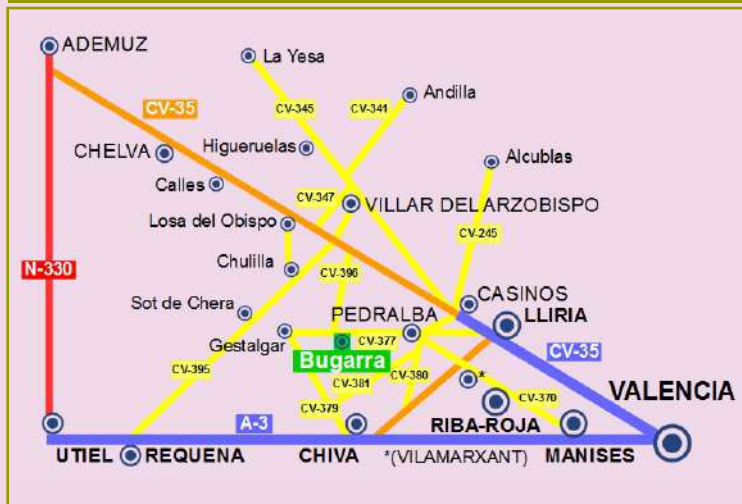 ADEMUZ
La Yesa
CV-35
CV-345
CV-341
Andilla
CHELVA
Higueruelas
Alcublas
Calles
CV-347
VILLAR DEL ARZOBISPO
Losa del Obispo
CV-245
N-330
Chulilla
CV-396
Sot de Chera
PEDRALBA
CASINOS
LLIRIA
Gestalgar
CV-377
Bugarra
CV-35
CV-395
CV-381
CV-380
*
VALENCIA
CV-379
CV-370
A-3
RIBA-ROJA
UTIEL
REQUENA
CHIVA
*(VILAMARXANT)
MANISES